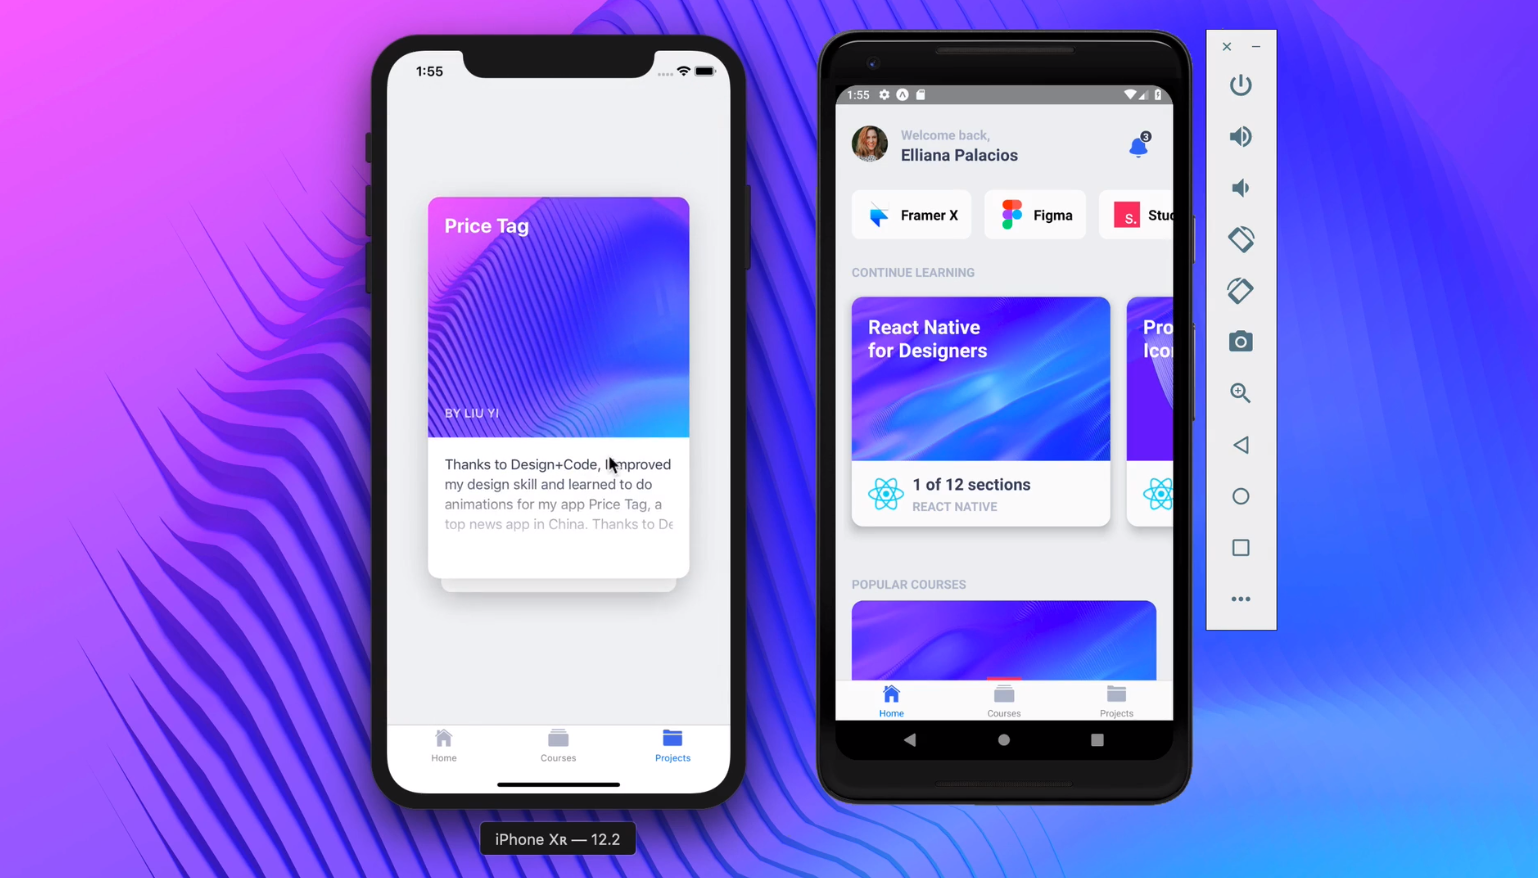 1:55
Price Tag
BY LIU YI
Thanks to Design+Code, I improved
my design skill and learned to do
animations for my app Price Tag, a
top news app in China. Thanks to De
Home
Courses
Projects
iPhone XR — 12.2
1:55
Welcome back,
Elliana Palacios
3
Framer X
Figma
S.
Stud
CONTINUE LEARNING
React Native
for Designers
1 of 12 sections
REACT NATIVE
Pro
Icon
POPULAR COURSES
Home
Courses
Projects